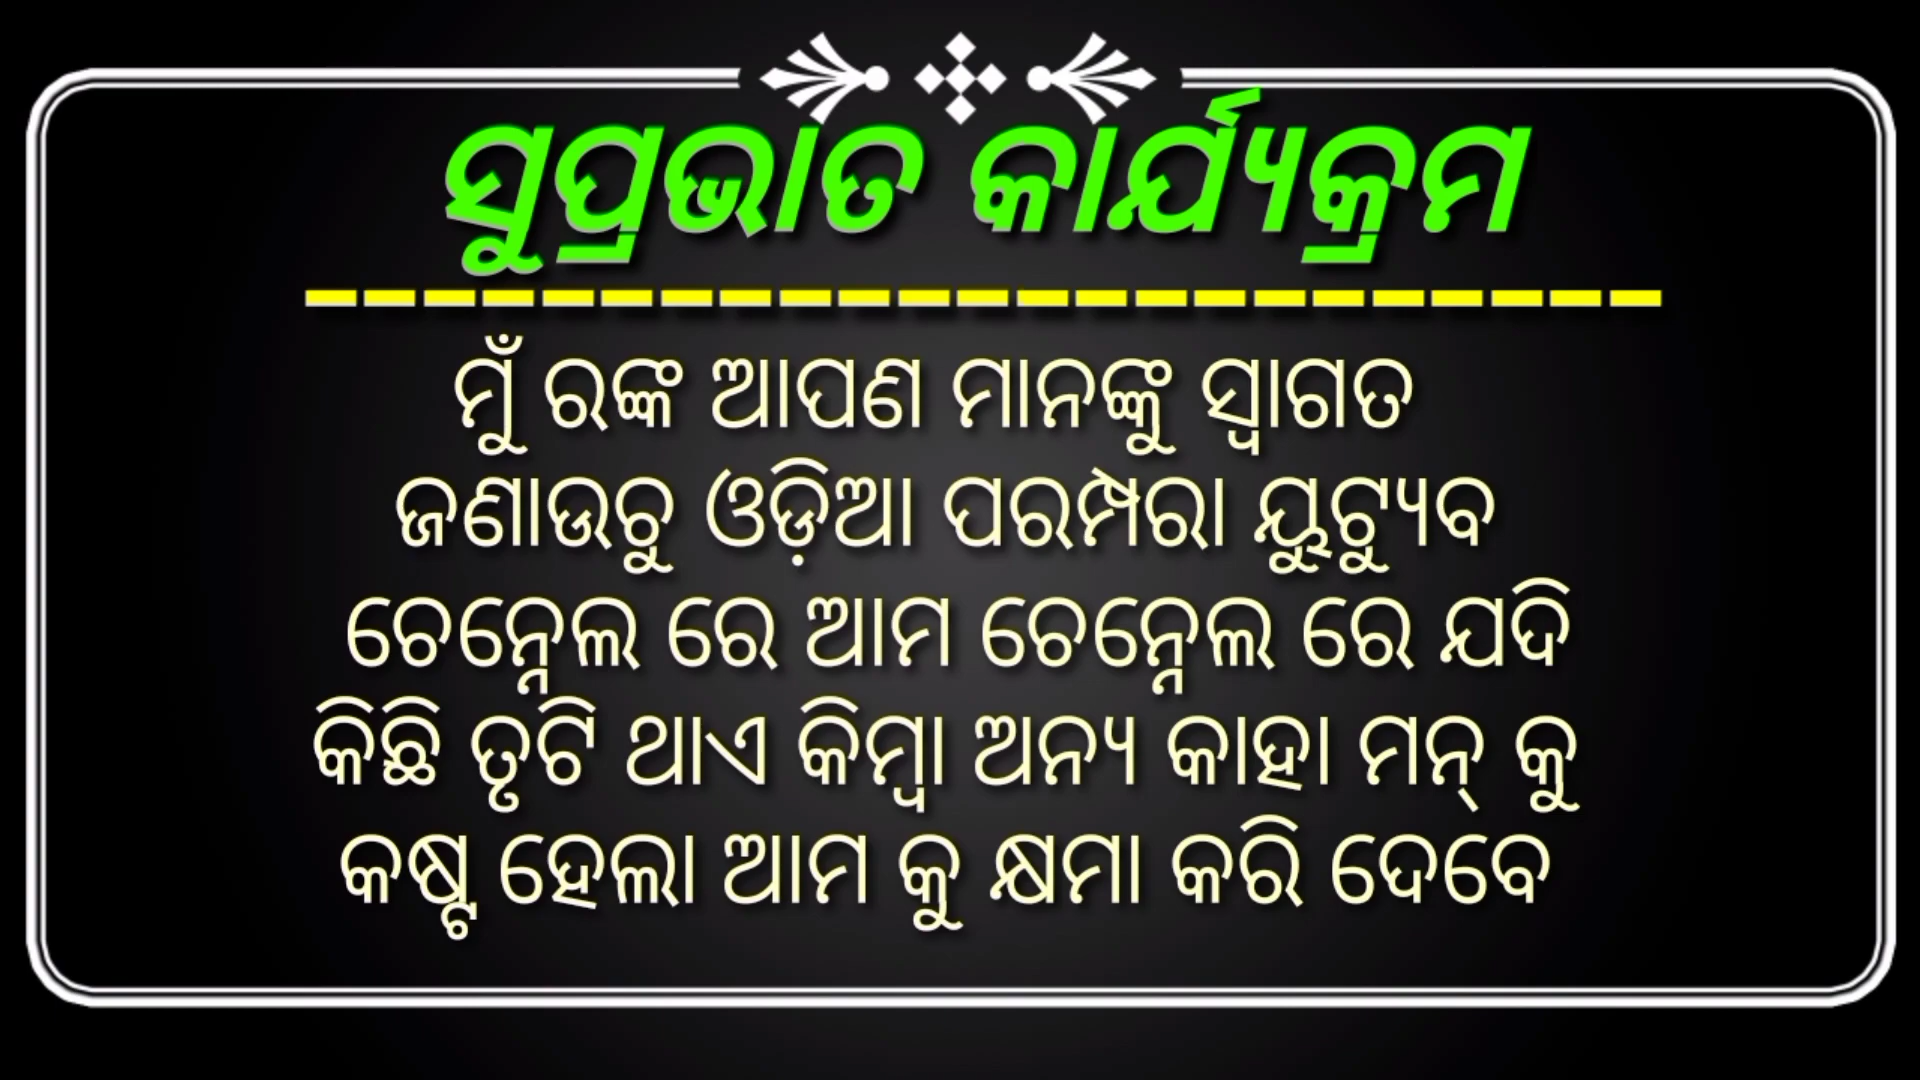 ସୁପ୍ରଭାତ କାର୍ଯ୍ୟକ୍ରମ
ମୁଁ ରଙ୍କ ଆପଣ ମାନଙ୍କୁ ସ୍ୱାଗତ
ଜଣାଉଚୁ ଓଡ଼ିଆ ପରମ୍ପରା ୟୁଟ୍ୟୁବ
ଚେନ୍ନେଲ ରେ ଆମ ଚେନ୍ନେଲ ରେ ଯଦି
କିଛି ତୃଟି ଥାଏ କିମ୍ବା ଅନ୍ୟ କାହା ମନ୍ କୁ
କଷ୍ଟ ହେଲା ଆମ କୁ କ୍ଷମା କରି ଦେବେ